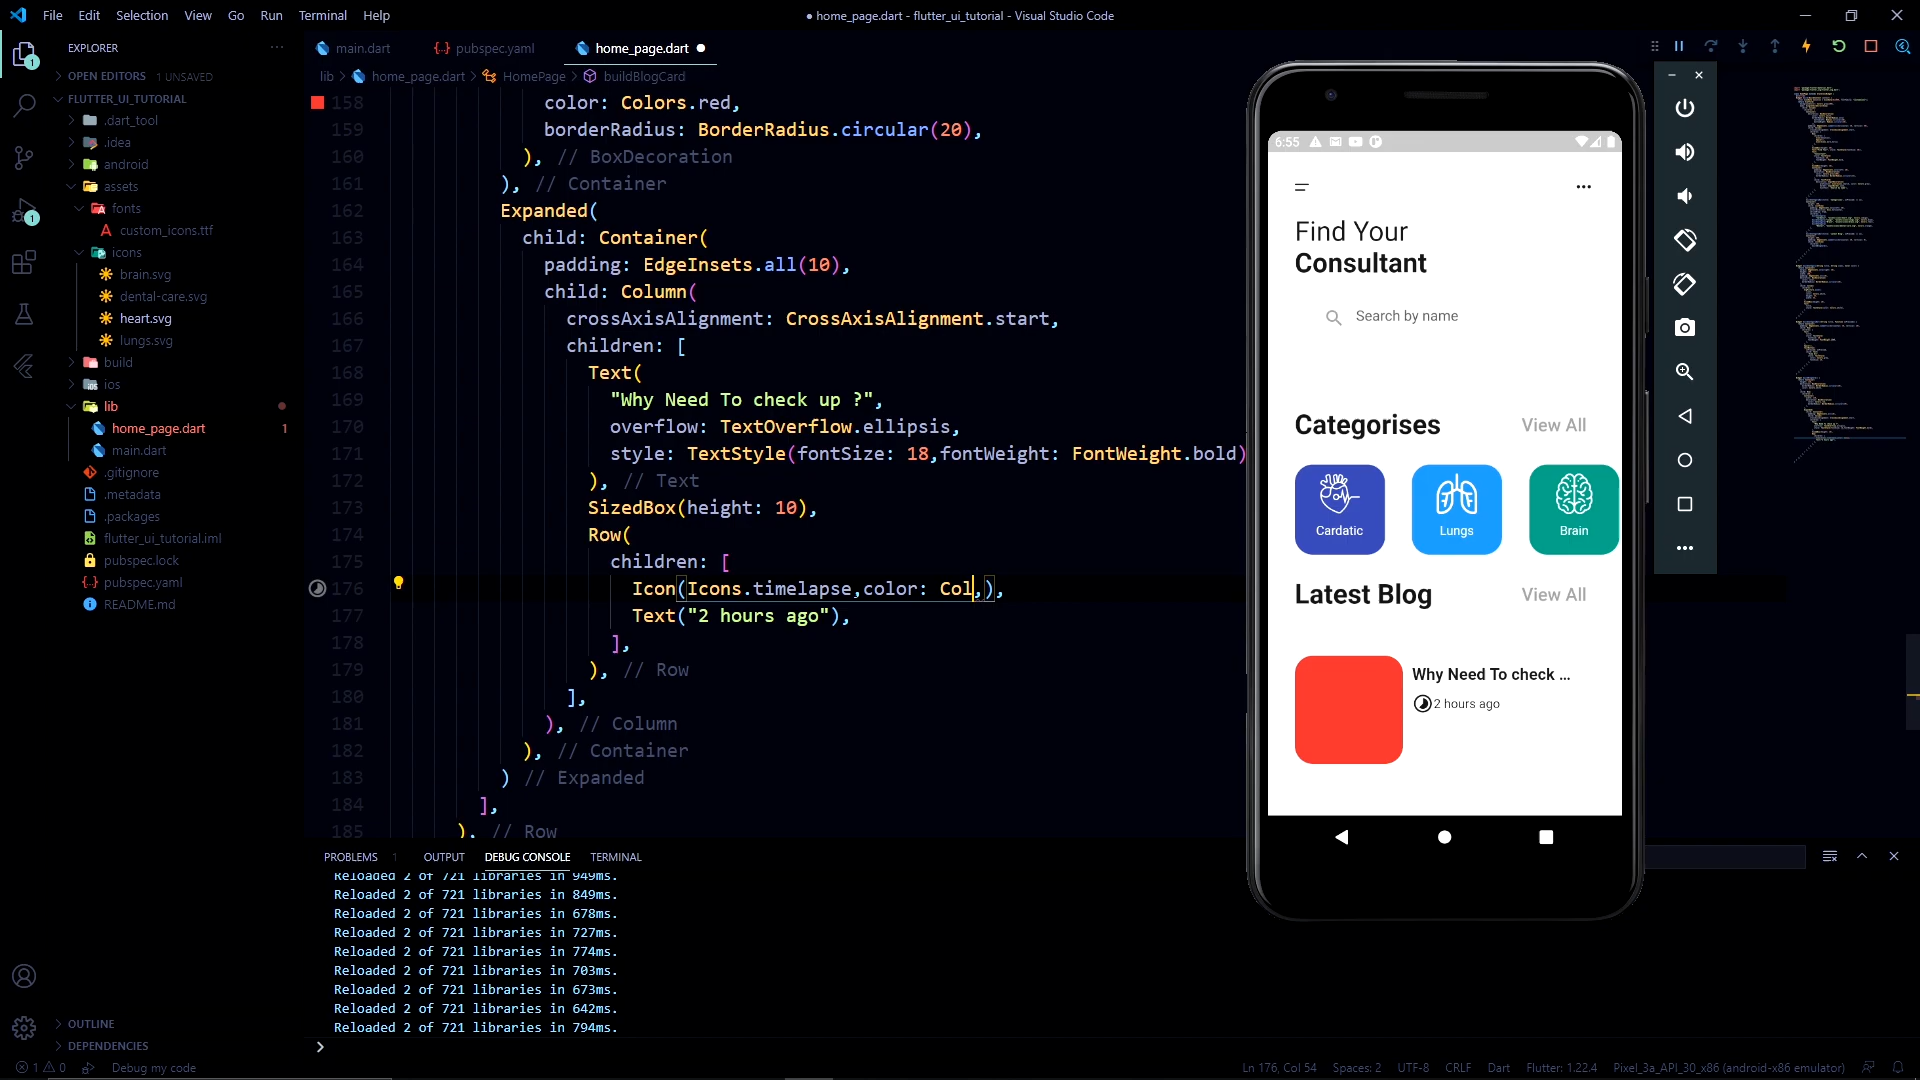 File Edit Selection View Go Run Terminal Help
● home_page.dart - flutter_ui_tutorial - Visual Studio Code
EXPLORER
OPEN EDITORS 1 UNSAVED
FLUTTER_UI_TUTORIAL
.dart_tool
.idea
android
assets
fonts
custom_icons.ttf
icons
brain.svg
dental-care.svg
heart.svg
lungs.svg
build
ios
lib
home_page.dart 1
main.dart
.gitignore
.metadata
.packages
flutter_ui_tutorial.iml
pubspec.lock
pubspec.yaml
README.md
OUTLINE
DEPENDENCIES
main.dart pubspec.yaml home_page.dart ●
lib > home_page.dart > HomePage > buildBlogCard
158 color: Colors.red,
159 borderRadius: BorderRadius.circular(20),
160 ), // BoxDecoration
161 ), // Container
162 Expanded(
163 child: Container(
164 padding: EdgeInsets.all(10),
165 child: Column(
166 crossAxisAlignment: CrossAxisAlignment.start,
167 children: [
168 Text(
169 "Why Need To check up ?",
170 overflow: TextOverflow.ellipsis,
171 style: TextStyle(fontSize: 18,fontWeight: FontWeight.bold)
172 ), // Text
173 SizedBox(height: 10),
174 Row(
175 children: [
176 Icon(Icons.timelapse,color: Col,),
177 Text("2 hours ago"),
178 ],
179 ), // Row
180 ],
181 ), // Column
182 ), // Container
183 ) // Expanded
184 ],
185 ), // Row
PROBLEMS 1 OUTPUT DEBUG CONSOLE TERMINAL
Reloaded 2 of 721 libraries in 949ms.
Reloaded 2 of 721 libraries in 849ms.
Reloaded 2 of 721 libraries in 678ms.
Reloaded 2 of 721 libraries in 727ms.
Reloaded 2 of 721 libraries in 774ms.
Reloaded 2 of 721 libraries in 703ms.
Reloaded 2 of 721 libraries in 673ms.
Reloaded 2 of 721 libraries in 642ms.
Reloaded 2 of 721 libraries in 794ms.
6:55
Find Your
Consultant
Search by name
Categorises View All
Cardatic Lungs Brain
Latest Blog View All
Why Need To check ...
2 hours ago
1 0 Debug my code
Ln 176, Col 54 Spaces: 2 UTF-8 CRLF Dart Flutter: 1.22.4 Pixel_3a_API_30_x86 (android-x86 emulator)